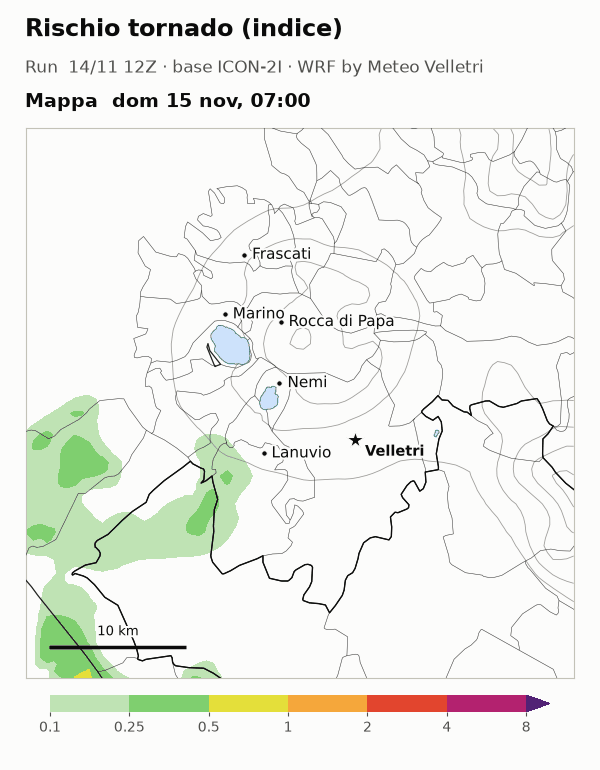 Rischio tornado (indice)
Run  14/11 12Z · base ICON-2I · WRF by Meteo Velletri
Mappa  dom 15 nov, 07:00
Frascati
Marino
Rocca di Papa
Nemi
Velletri
Lanuvio
10 km
0.1 0.25 0.5 1 2 4 8